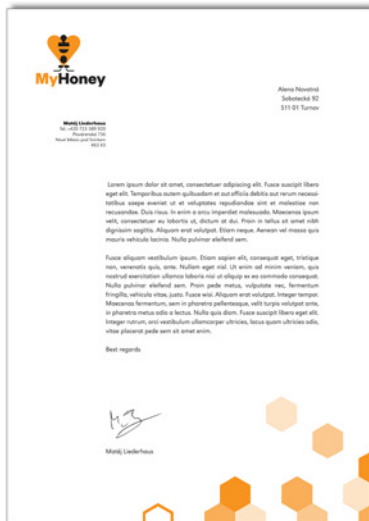 MyHoney
Alena Novotná
Sobotecká 92
511 01 Turnov
Matěj Liederhaus
Tel.: +420 725 589 920
463 03
Lorem ipsum dolor sit amet, consectetuer adipiscing elit. Fusce suscipit libero
eget elit. Temporibus autem quibusdam et aut officiis debitis aut rerum necessi-
tatibus saepe eveniet ut et voluptates repudiandae sint et molestiae non
recusandae. Duis risus. In enim a arcu imperdiet malesuada. Maecenas ipsum
velit, consectetuer eu lobortis ut, dictum at dui. Proin in tellus sit amet nibh
dignissim sagittis. Aliquam erat volutpat. Etiam neque. Aenean vel massa quis
mauris vehicula lacinia. Nulla pulvinar eleifend sem.
Fusce aliquam vestibulum ipsum. Etiam sapien elit, consequat eget, tristique
non, venenatis quis, ante. Nullam eget nisl. Ut enim ad minim veniam, quis
nostrud exercitation ullamco laboris nisi ut aliquip ex ea commodo consequat.
Nulla pulvinar eleifend sem. Proin pede metus, vulputate nec, fermentum
fringilla, vehicula vitae, justo. Fusce wisi. Aliquam erat volutpat. Integer tempor.
Maecenas fermentum, sem in pharetra pellentesque, velit turpis volutpat ante,
in pharetra metus odio a lectus. Nulla quis diam. Fusce suscipit libero eget elit.
Integer rutrum, orci vestibulum ullamcorper ultricies, lacus quam ultricies odio,
vitae placerat pede sem sit amet enim.
Best regards
Matěj Liederhaus